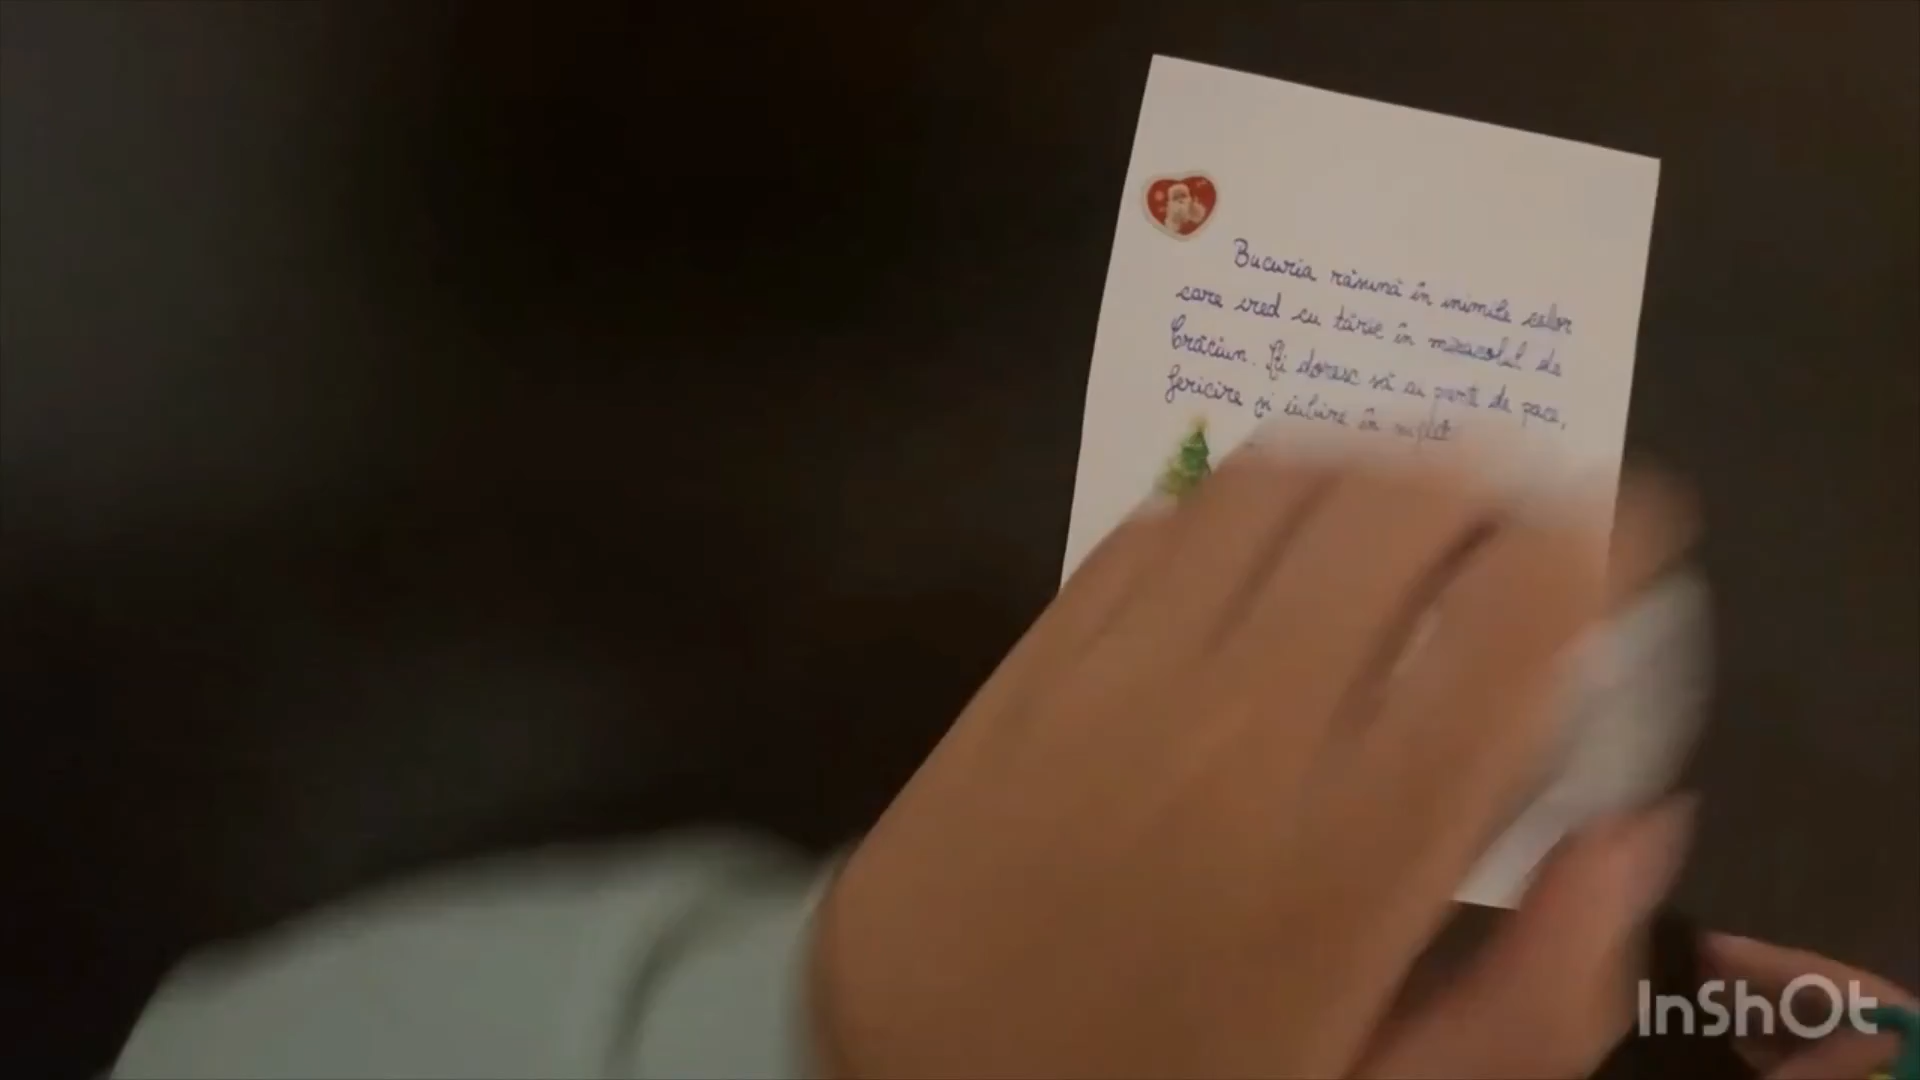 Bucuria răsună în inimile celor
care cred cu tărie în miracolul de
Crăciun. Îți doresc să ai parte de pace,
fericire și iubire în suflet
InShOt